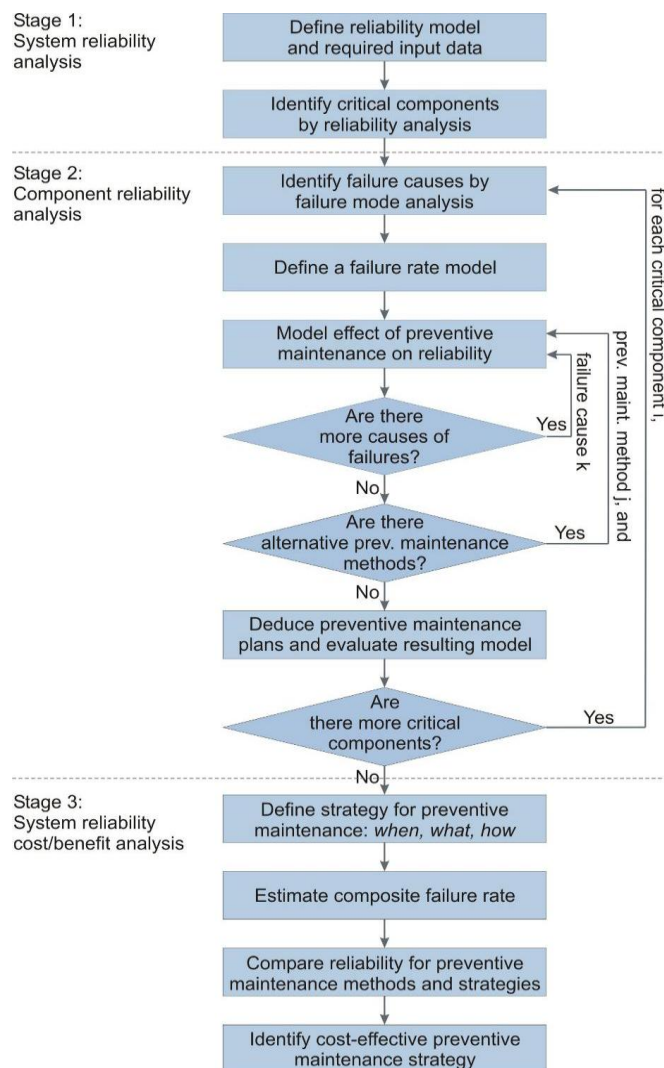 Stage 1:
System reliability
analysis
Define reliability model
and required input data
Identify critical components
by reliability analysis
Stage 2:
Component reliability
analysis
Identify failure causes by
failure mode analysis
Define a failure rate model
Model effect of preventive
maintenance on reliability
Are there
more causes of
failures?
Yes
No
failure cause k
Are there
alternative prev. maintenance
methods?
Yes
No
prev. maint. method j, and
Deduce preventive maintenance
plans and evaluate resulting model
Are
there more critical
components?
Yes
No
for each critical component i,
Stage 3:
System reliability
cost/benefit analysis
Define strategy for preventive
maintenance: when, what, how
Estimate composite failure rate
Compare reliability for preventive
maintenance methods and strategies
Identify cost-effective preventive
maintenance strategy